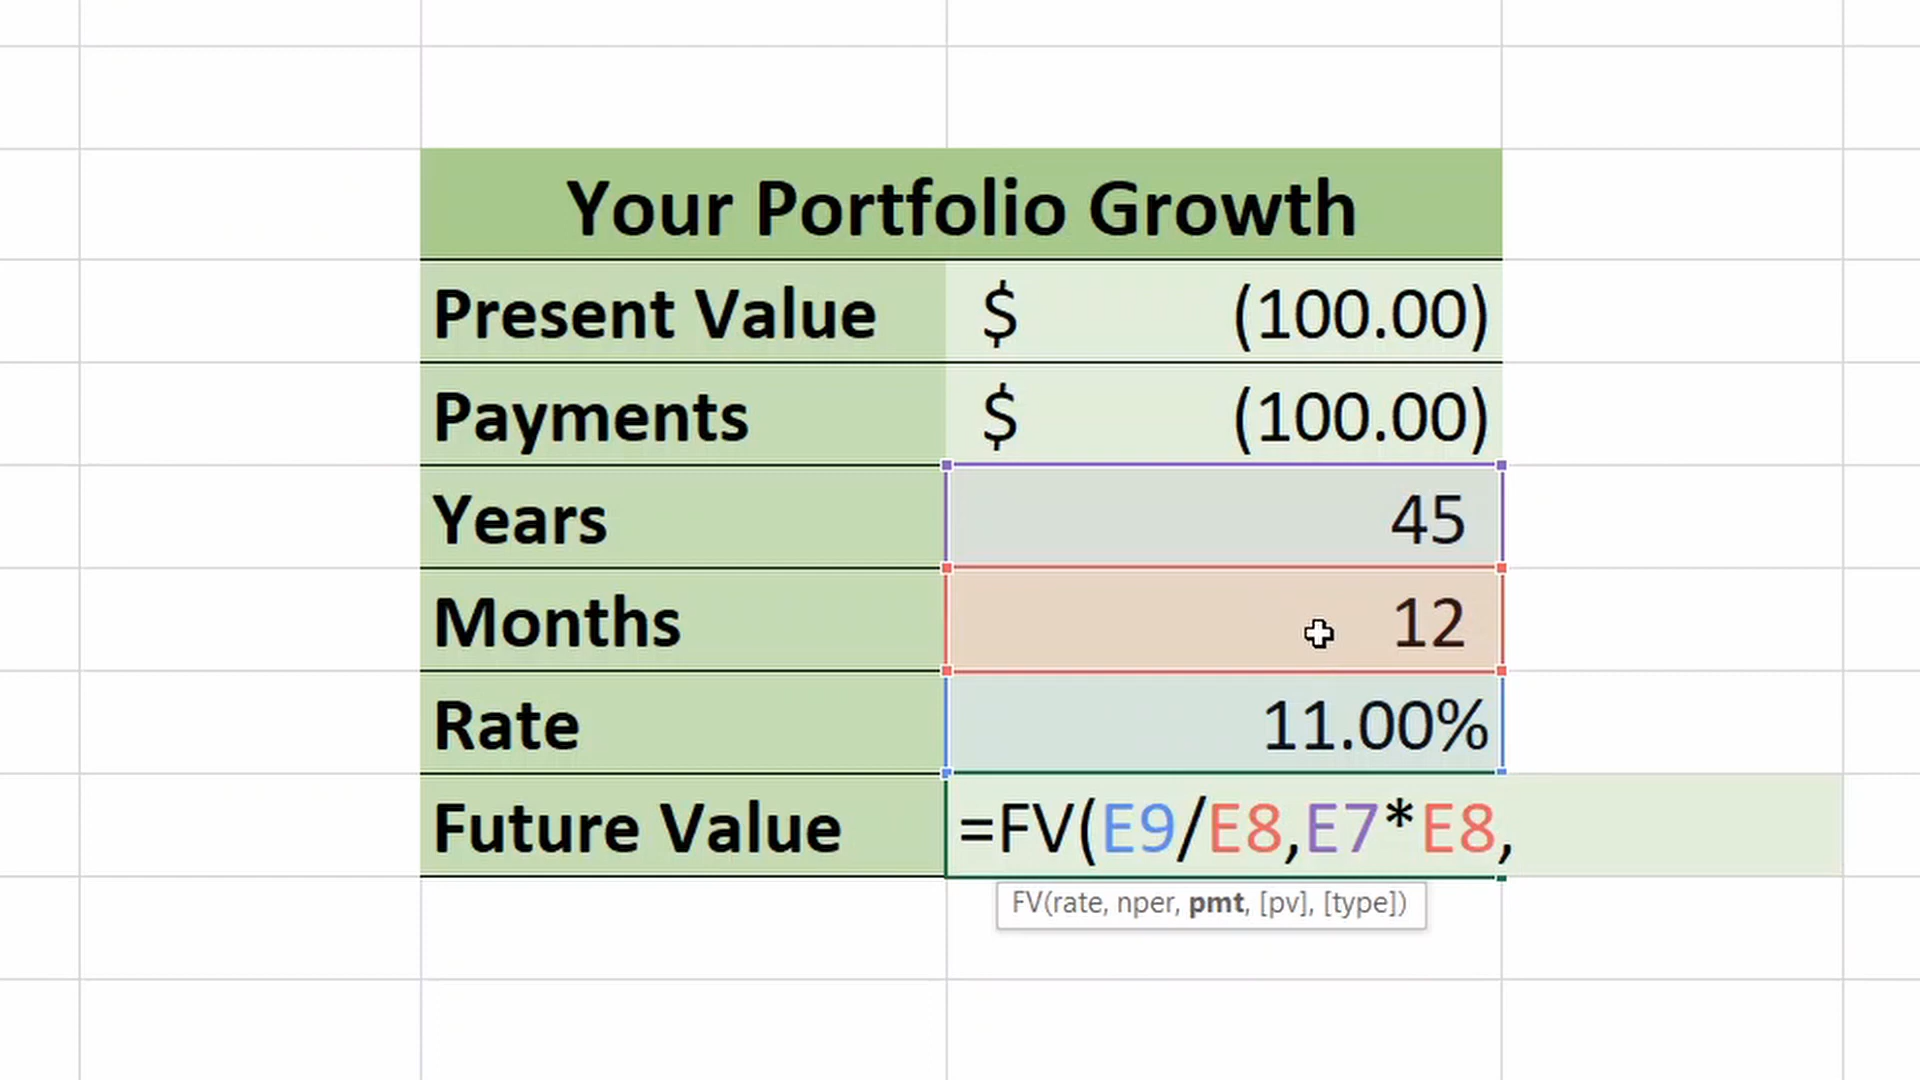 Your Portfolio Growth
Present Value $ (100.00)
Payments $ (100.00)
Years 45
Months 12
Rate 11.00%
Future Value =FV(E9/E8,E7*E8,
FV(rate, nper, pmt, [pv], [type])